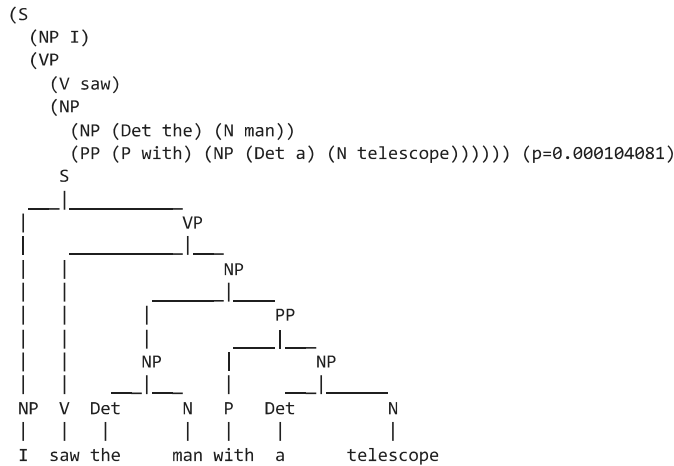 (S
(NP I)
(VP
(V saw)
(NP
(NP (Det the) (N man))
(PP (P with) (NP (Det a) (N telescope)))))) (p=0.000104081)
S
VP
NP
PP
NP NP
NP V Det N P Det N
I saw the man with a telescope